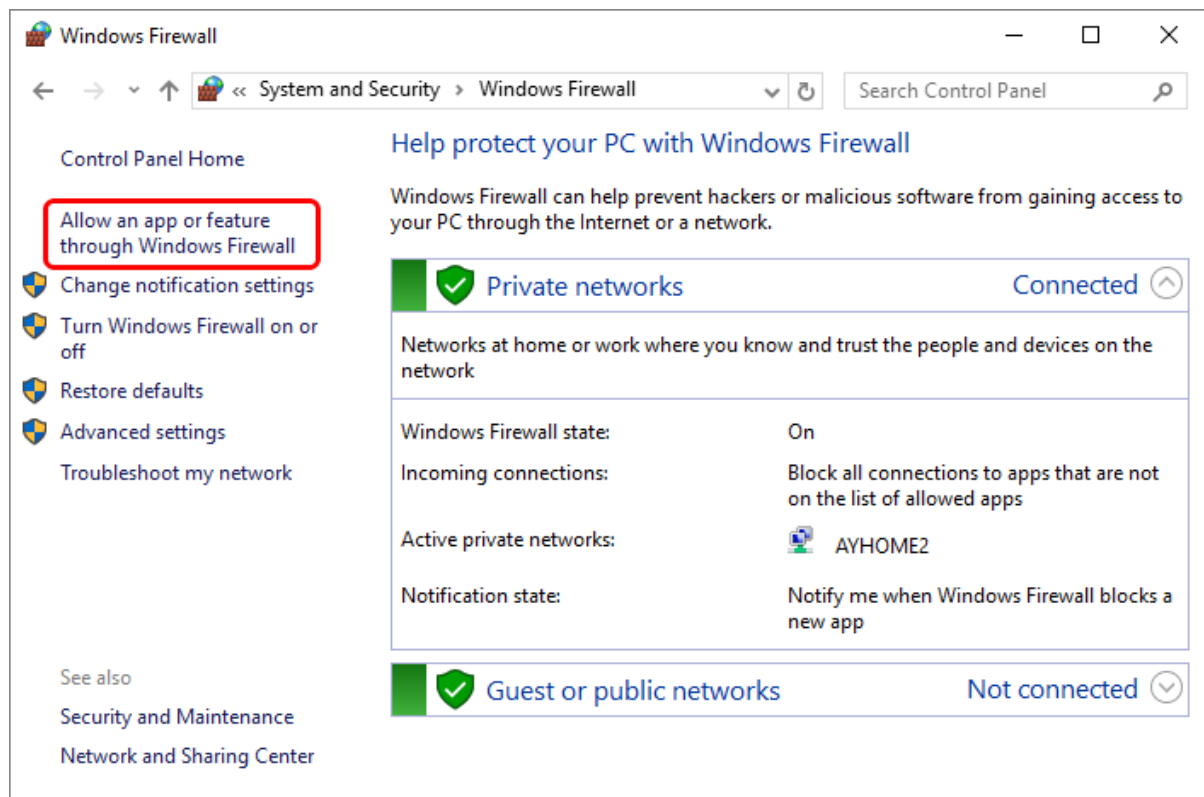 Windows Firewall
« System and Security › Windows Firewall
Search Control Panel
Control Panel Home
Allow an app or feature
through Windows Firewall
Change notification settings
Turn Windows Firewall on or
off
Restore defaults
Advanced settings
Troubleshoot my network
See also
Security and Maintenance
Network and Sharing Center
Help protect your PC with Windows Firewall
Windows Firewall can help prevent hackers or malicious software from gaining access to
your PC through the Internet or a network.
Private networks Connected
Networks at home or work where you know and trust the people and devices on the
network
Windows Firewall state: On
Incoming connections: Block all connections to apps that are not
on the list of allowed apps
Active private networks: AYHOME2
Notification state: Notify me when Windows Firewall blocks a
new app
Guest or public networks Not connected